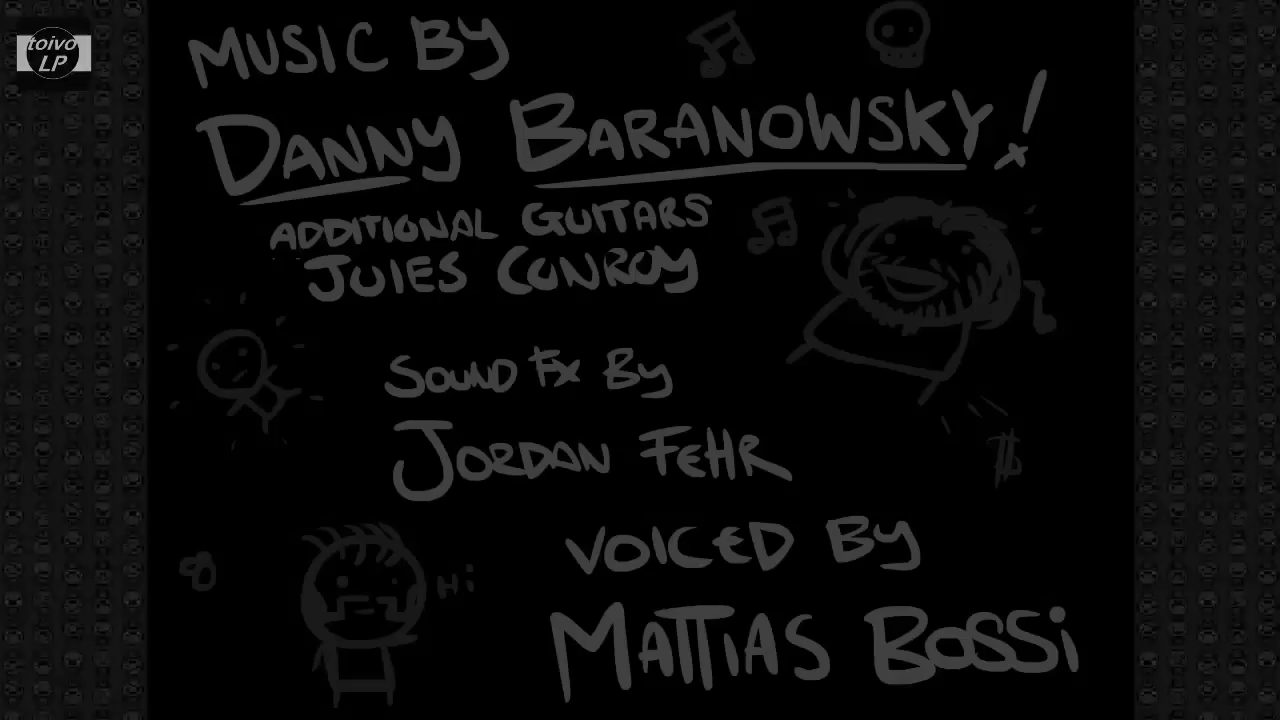 toivo
LP
MUSIC BY
DANNY BARANOWSKY!
ADDITIONAL GUITARS
JULES CONROY
SOUND FX BY
JORDAN FEHR
Hi
VOICED BY
MATTIAS BOSSI